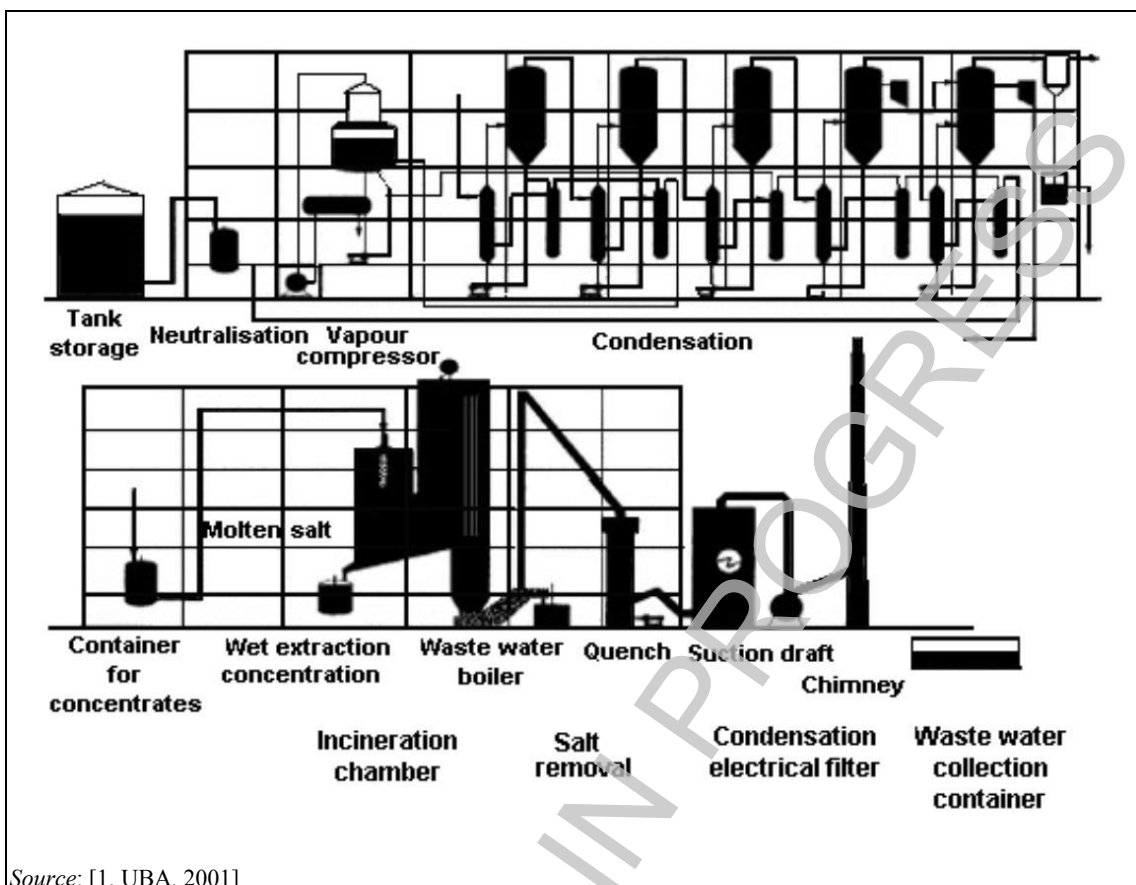 Tank
storage
Neutralisation
Vapour
compressor
Condensation
Molten salt
Container
for
concentrates
Wet extraction
concentration
Waste water
boiler
Quench
Suction draft
Chimney
Incineration
chamber
Salt
removal
Condensation
electrical filter
Waste water
collection
container
Source: [1, UBA, 2001]
IN PROGRESS